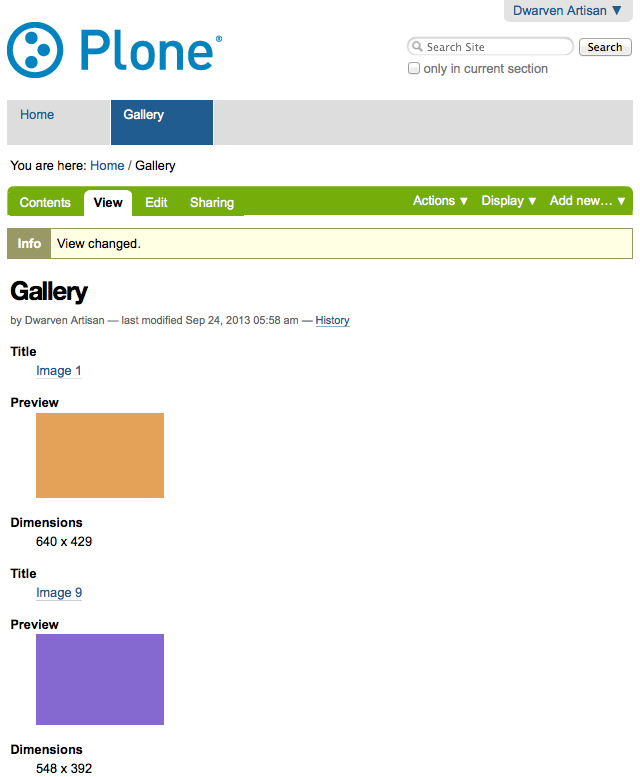 Dwarven Artisan ▼
Plone®
Search Site
Search
only in current section
Home
Gallery
You are here: Home / Gallery
Contents
View
Edit
Sharing
Actions ▼
Display ▼
Add new… ▼
Info
View changed.
Gallery
by Dwarven Artisan — last modified Sep 24, 2013 05:58 am — History
Title
Image 1
Preview
Dimensions
640 x 429
Title
Image 9
Preview
Dimensions
548 x 392